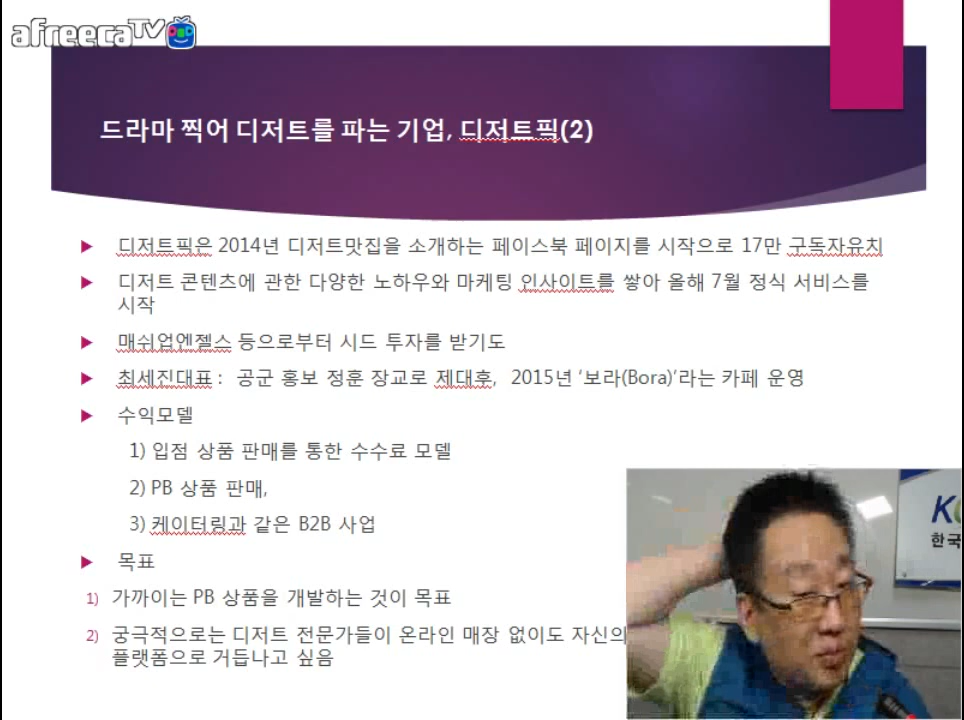 afreecaTV
드라마 찍어 디저트를 파는 기업, 디저트픽(2)
디저트픽은 2014년 디저트맛집을 소개하는 페이스북 페이지를 시작으로 17만 구독자유치
디저트 콘텐츠에 관한 다양한 노하우와 마케팅 인사이트를 쌓아 올해 7월 정식 서비스를
시작
매쉬업엔젤스 등으로부터 시드 투자를 받기도
최세진대표 : 공군 홍보 정훈 장교로 제대후, 2015년 ‘보라(Bora)’라는 카페 운영
수익모델
1) 입점 상품 판매를 통한 수수료 모델
2) PB 상품 판매,
3) 케이터링과 같은 B2B 사업
목표
1) 가까이는 PB 상품을 개발하는 것이 목표
2) 궁극적으로는 디저트 전문가들이 온라인 매장 없이도 자신의
플랫폼으로 거듭나고 싶음
한국